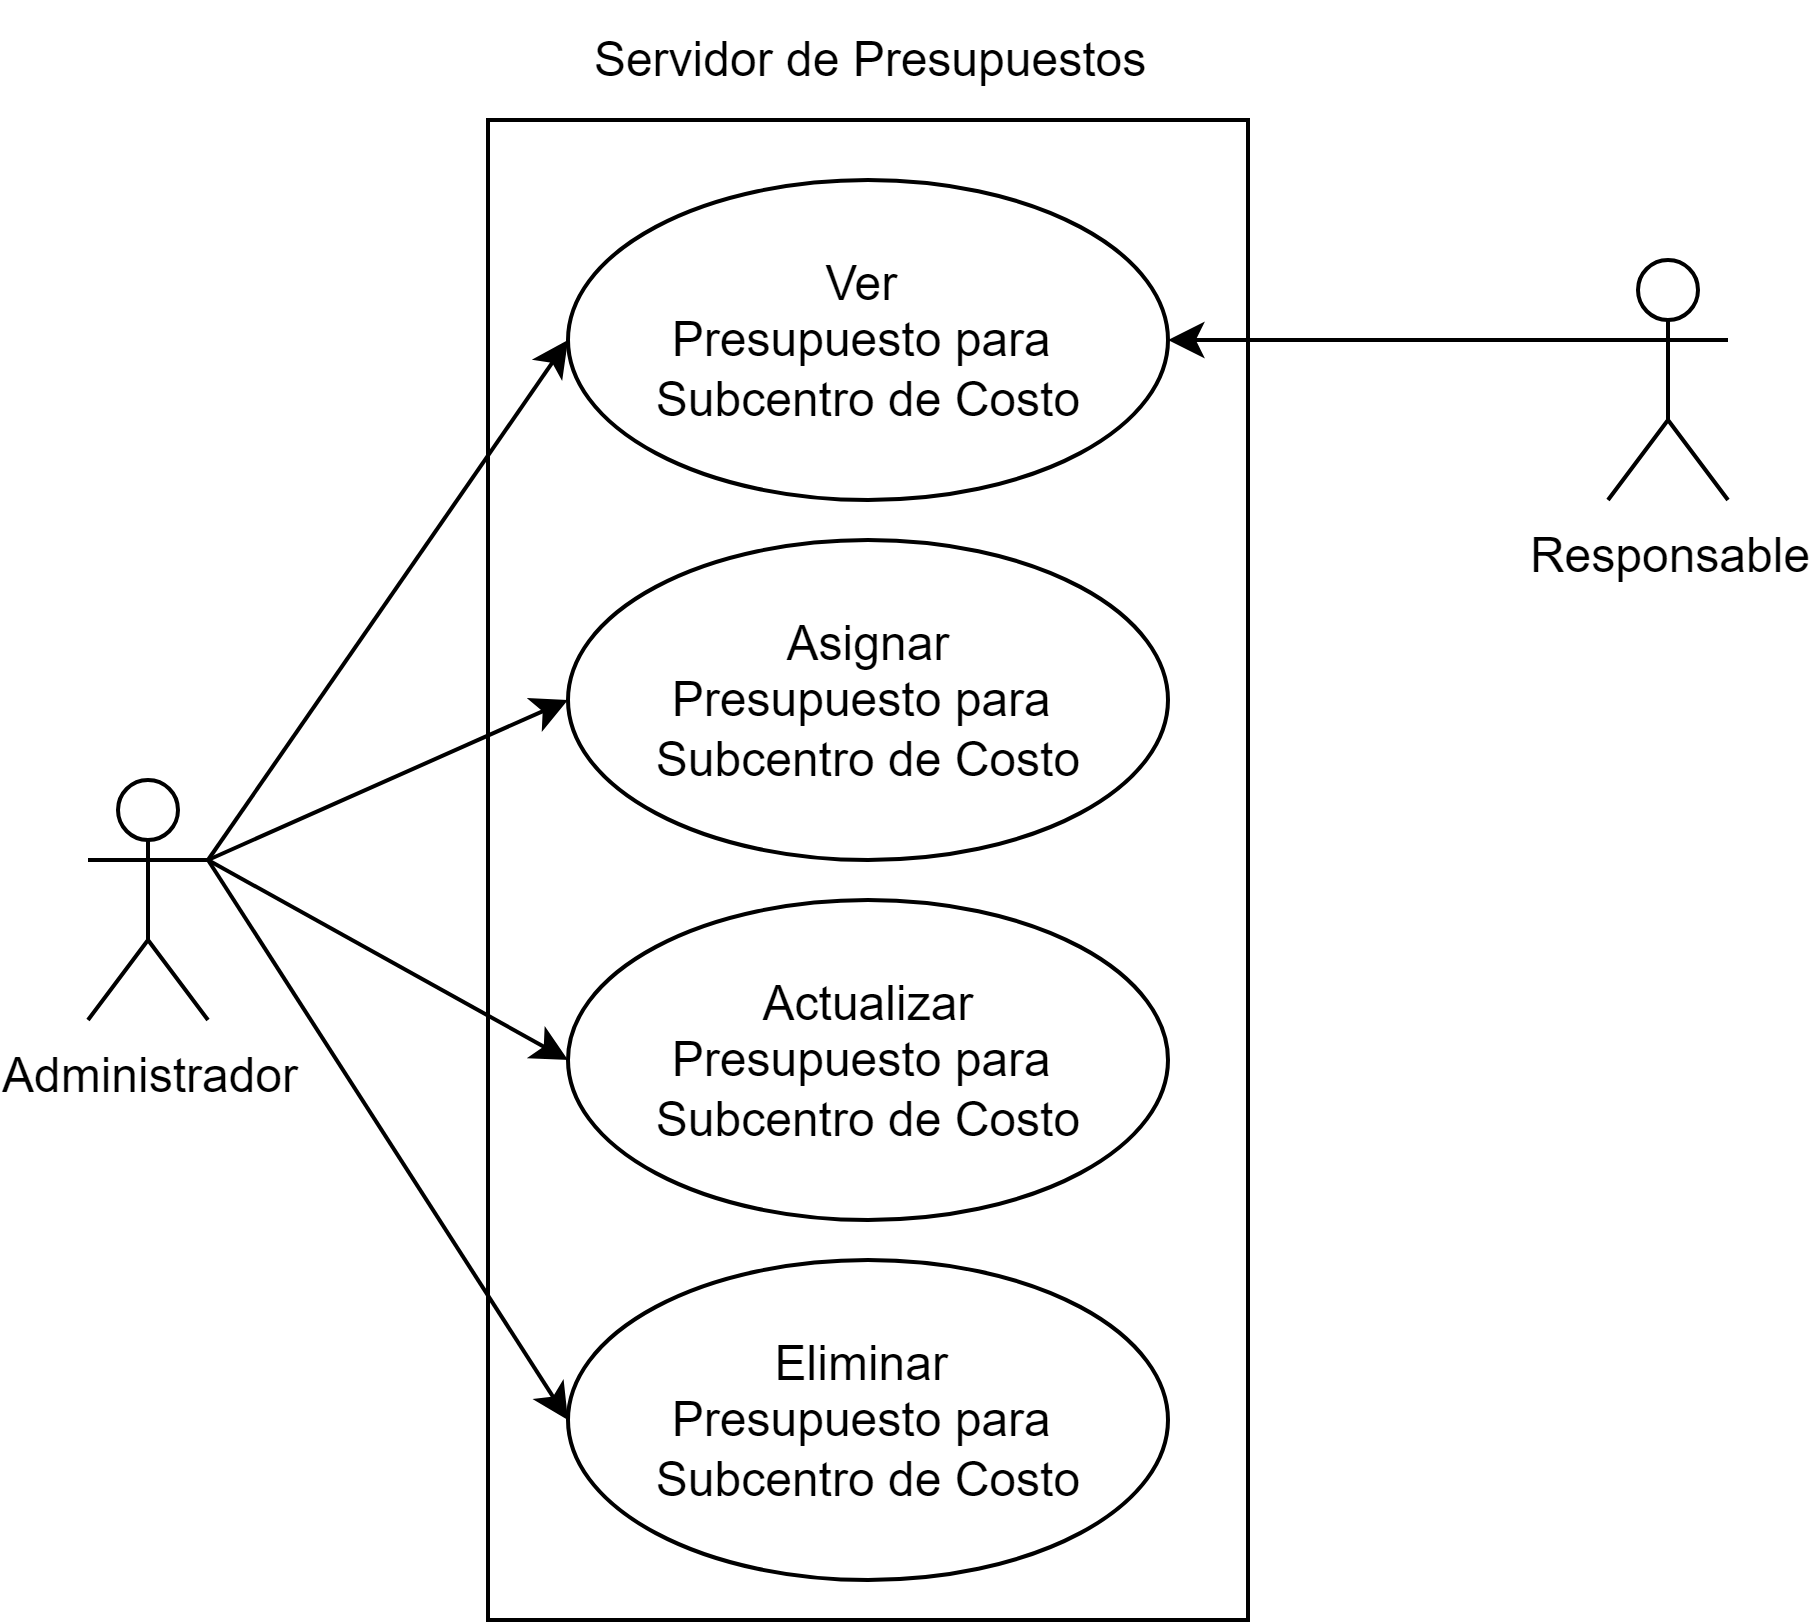 Servidor de Presupuestos
Ver
Presupuesto para
Subcentro de Costo
Responsable
Asignar
Presupuesto para
Subcentro de Costo
Administrador
Actualizar
Presupuesto para
Subcentro de Costo
Eliminar
Presupuesto para
Subcentro de Costo